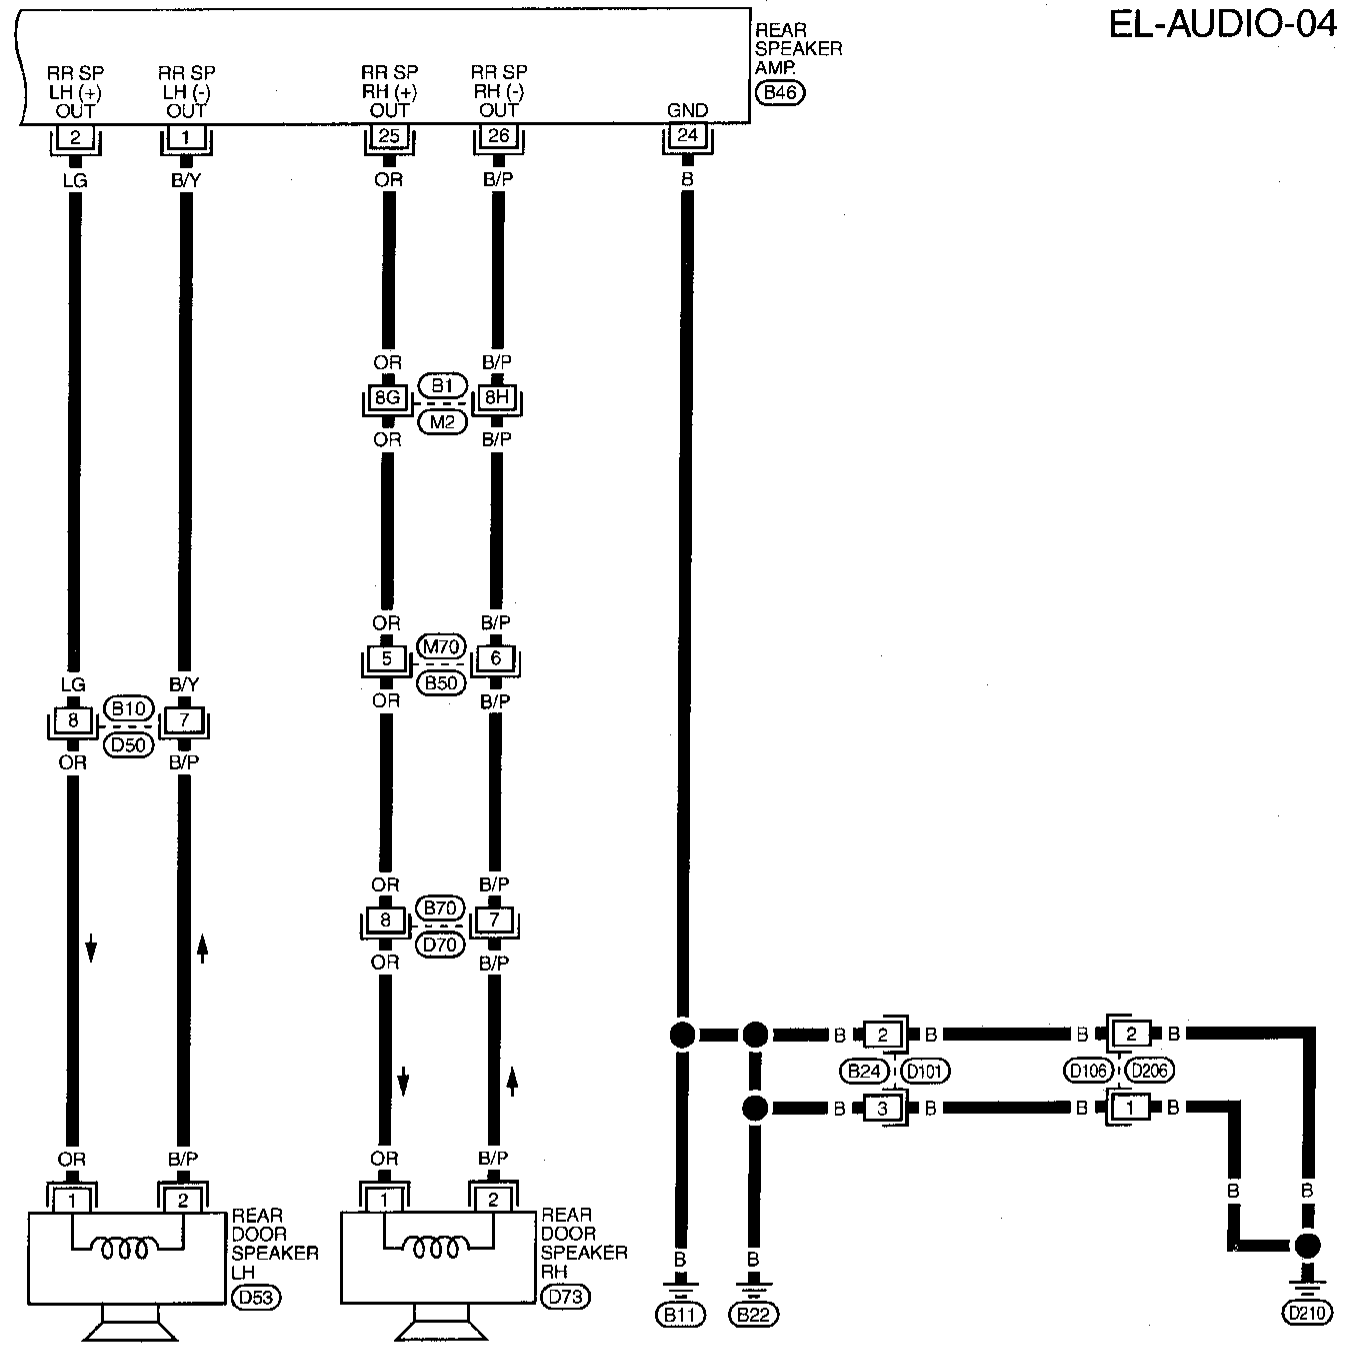 EL-AUDIO-04
REAR
SPEAKER
AMP.
B46
RR SP
LH (+)
OUT
RR SP
LH (-)
OUT
RR SP
RH (+)
OUT
RR SP
RH (-)
OUT
GND
2
1
25
26
24
LG
B/Y
OR
B/P
B
OR
B/P
8G
B1
8H
M2
OR
B/P
OR
B/P
5
M70
6
B50
OR
B/P
LG
B/Y
8
B10
7
D50
OR
B/P
OR
B/P
8
B70
7
D70
OR
B/P
B
2
B
B
2
B
B24
D101
D106
D206
B
3
B
B
1
B
OR
B/P
OR
B/P
B
B
1
2
1
2
REAR
DOOR
SPEAKER
LH
D53
REAR
DOOR
SPEAKER
RH
D73
B
B
B11
B22
D210